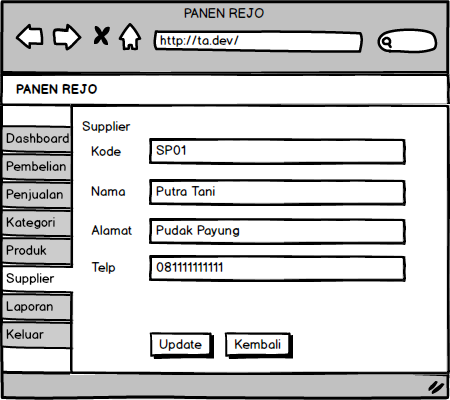 PANEN REJO
http://ta.dev/
PANEN REJO
Dashboard
Pembelian
Penjualan
Kategori
Produk
Supplier
Laporan
Keluar
Supplier
Kode SP01
Nama Putra Tani
Alamat Pudak Payung
Telp 081111111111
Update Kembali